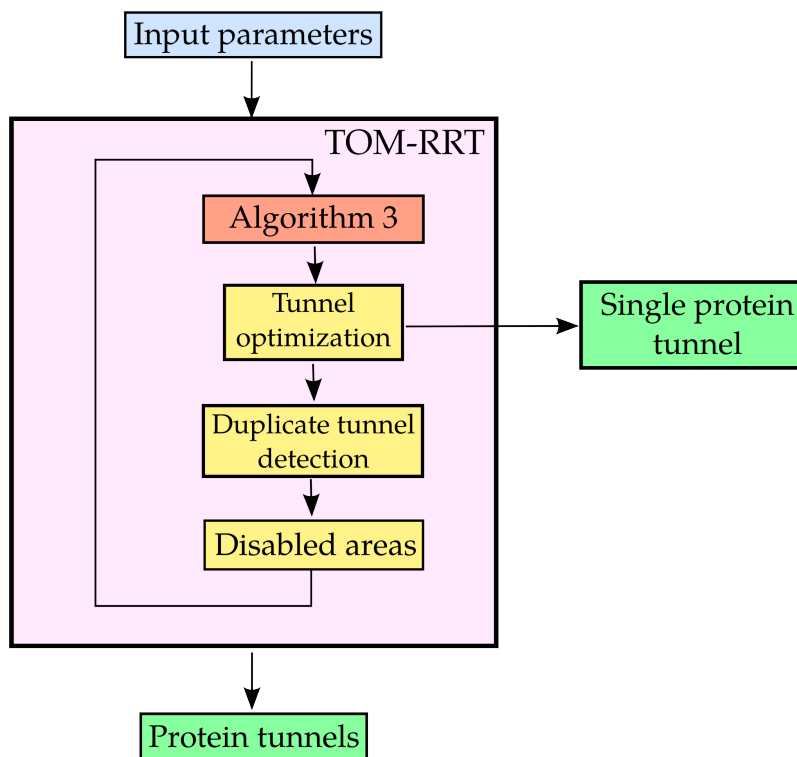 Input parameters
TOM-RRT
Algorithm 3
Tunnel
optimization
Single protein
tunnel
Duplicate tunnel
detection
Disabled areas
Protein tunnels